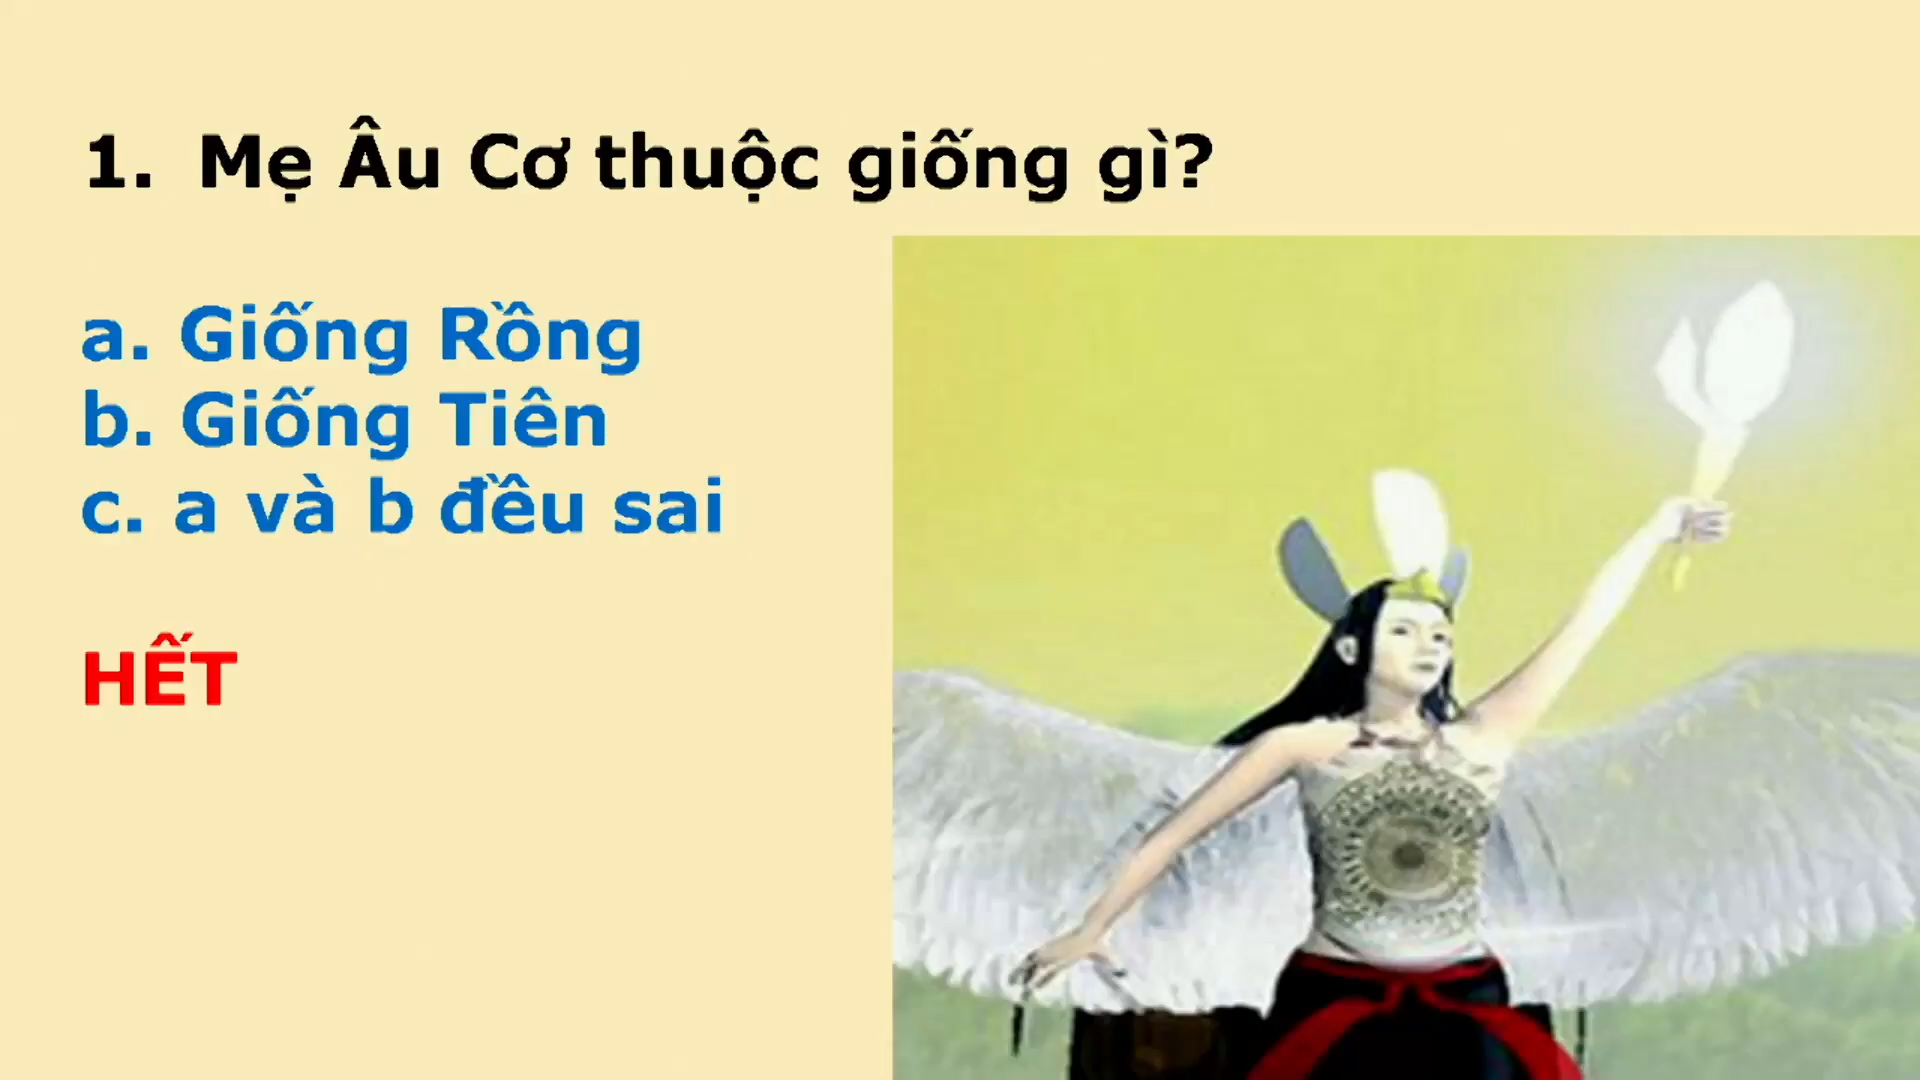 1. Mẹ Âu Cơ thuộc giống gì?
a. Giống Rồng
b. Giống Tiên
c. a và b đều sai
HẾT